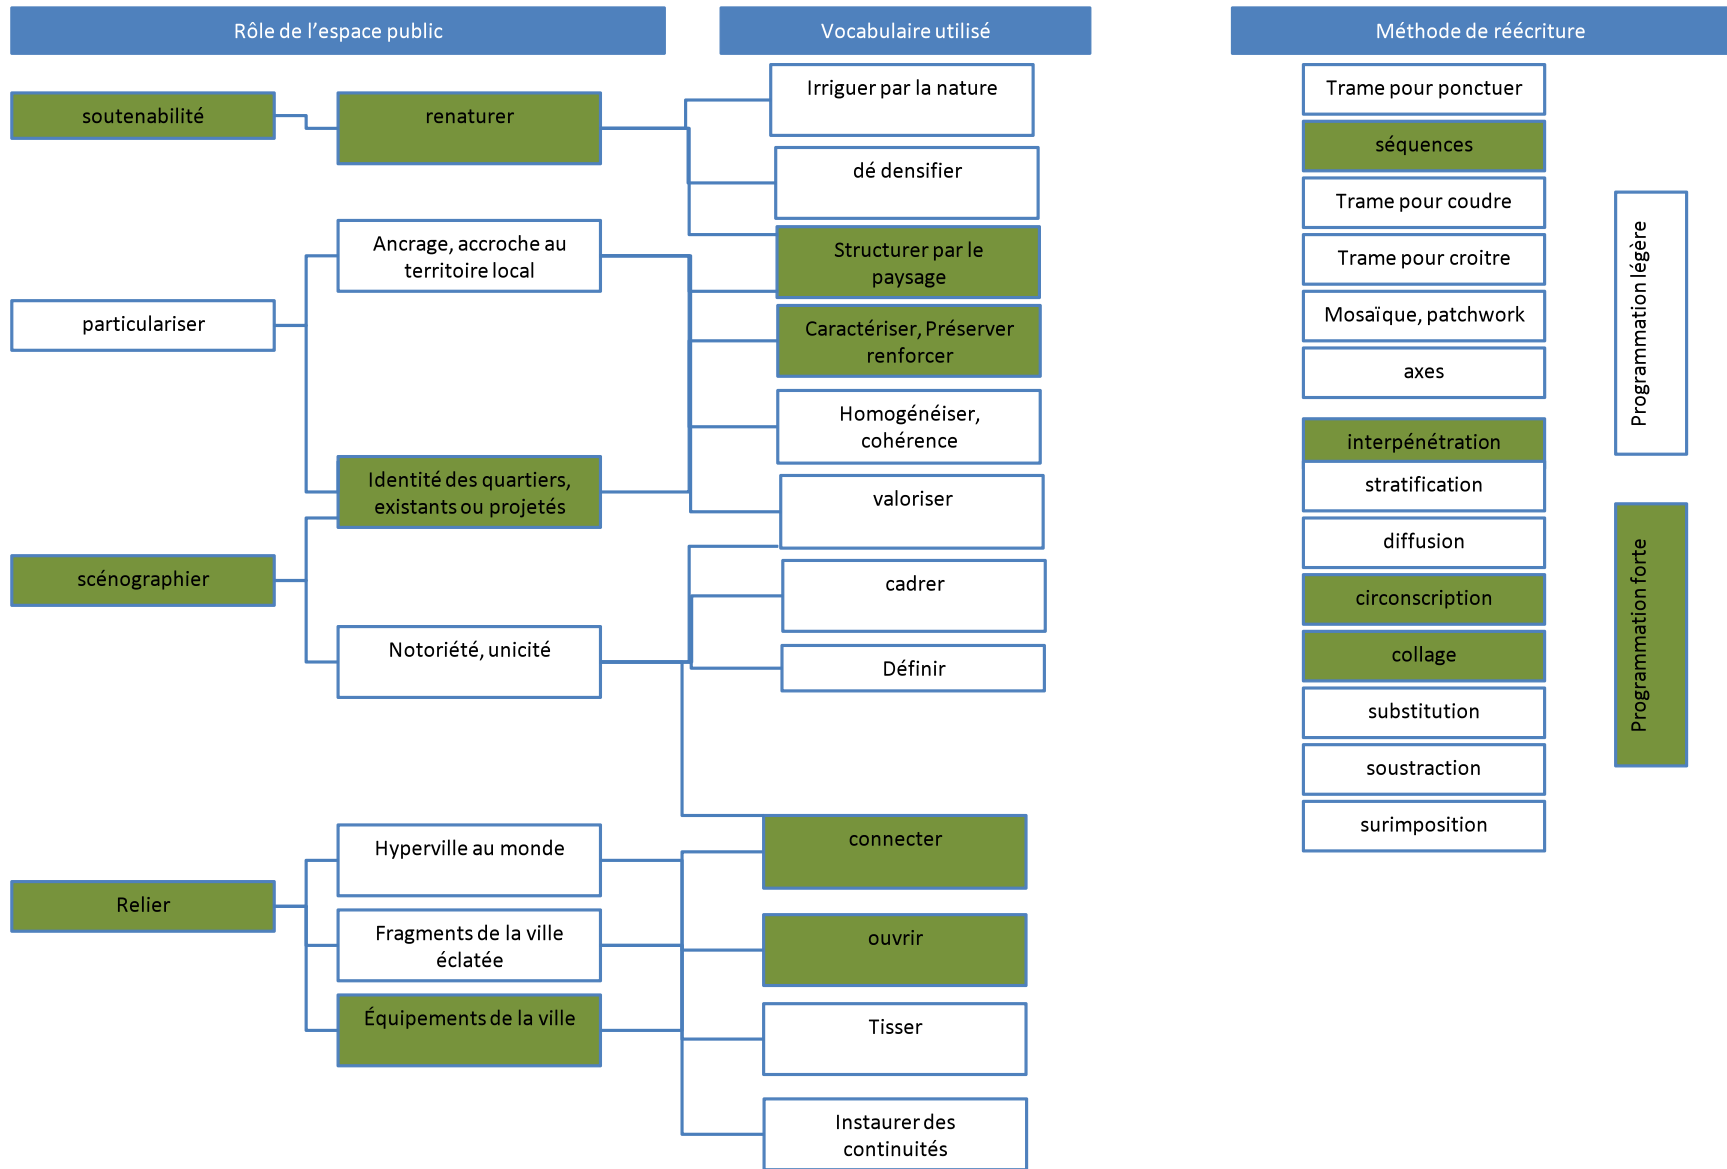 Rôle de l’espace public
Vocabulaire utilisé
Méthode de réécriture
soutenabilité
particulariser
scénographier
Relier
renaturer
Ancrage, accroche au
territoire local
Identité des quartiers,
existants ou projetés
Notoriété, unicité
Hyperville au monde
Fragments de la ville
éclatée
Équipements de la ville
Irriguer par la nature
dé densifier
Structurer par le
paysage
Caractériser, Préserver
renforcer
Homogénéiser,
cohérence
valoriser
cadrer
Définir
connecter
ouvrir
Tisser
Instaurer des
continuités
Trame pour ponctuer
séquences
Trame pour coudre
Trame pour croitre
Mosaïque, patchwork
axes
interpénétration
stratification
diffusion
circonscription
collage
substitution
soustraction
surimposition
Programmation légère
Programmation forte